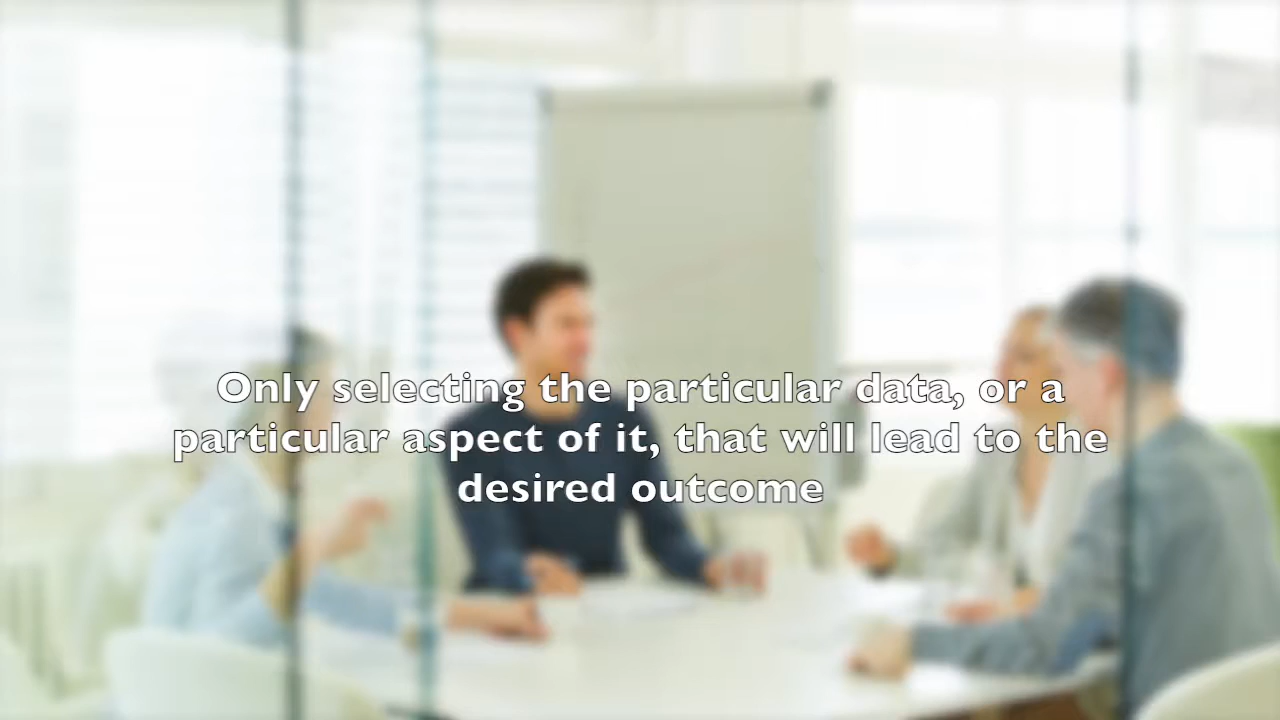 Only selecting the particular data, or a
particular aspect of it, that will lead to the
desired outcome